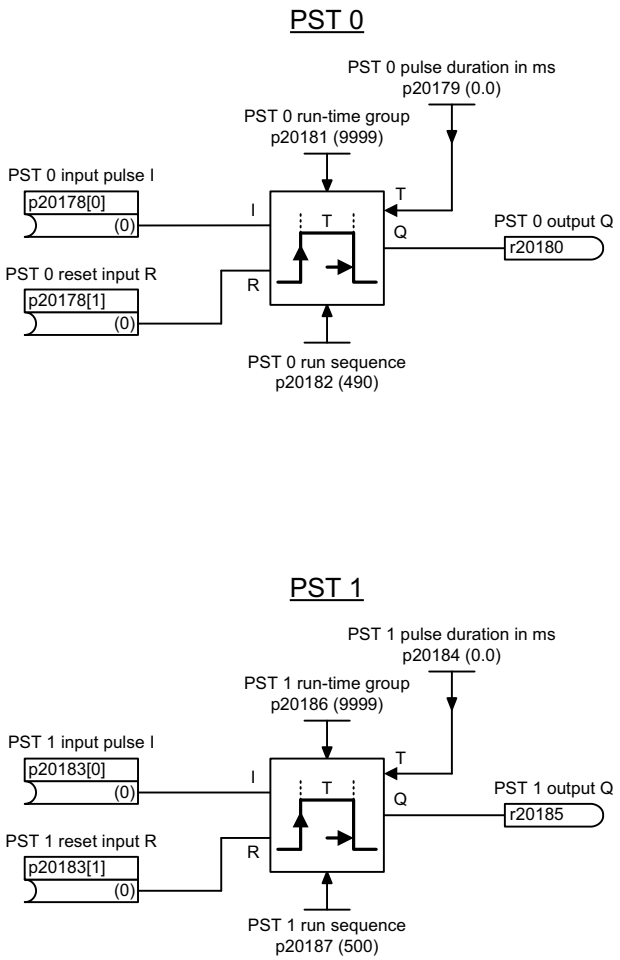 PST 0
PST 0 pulse duration in ms
p20179 (0.0)
PST 0 run-time group
p20181 (9999)
PST 0 input pulse I
p20178[0]
(0)
I
T
T
Q
PST 0 output Q
r20180
PST 0 reset input R
p20178[1]
(0)
R
PST 0 run sequence
p20182 (490)
PST 1
PST 1 pulse duration in ms
p20184 (0.0)
PST 1 run-time group
p20186 (9999)
PST 1 input pulse I
p20183[0]
(0)
I
T
T
Q
PST 1 output Q
r20185
PST 1 reset input R
p20183[1]
(0)
R
PST 1 run sequence
p20187 (500)